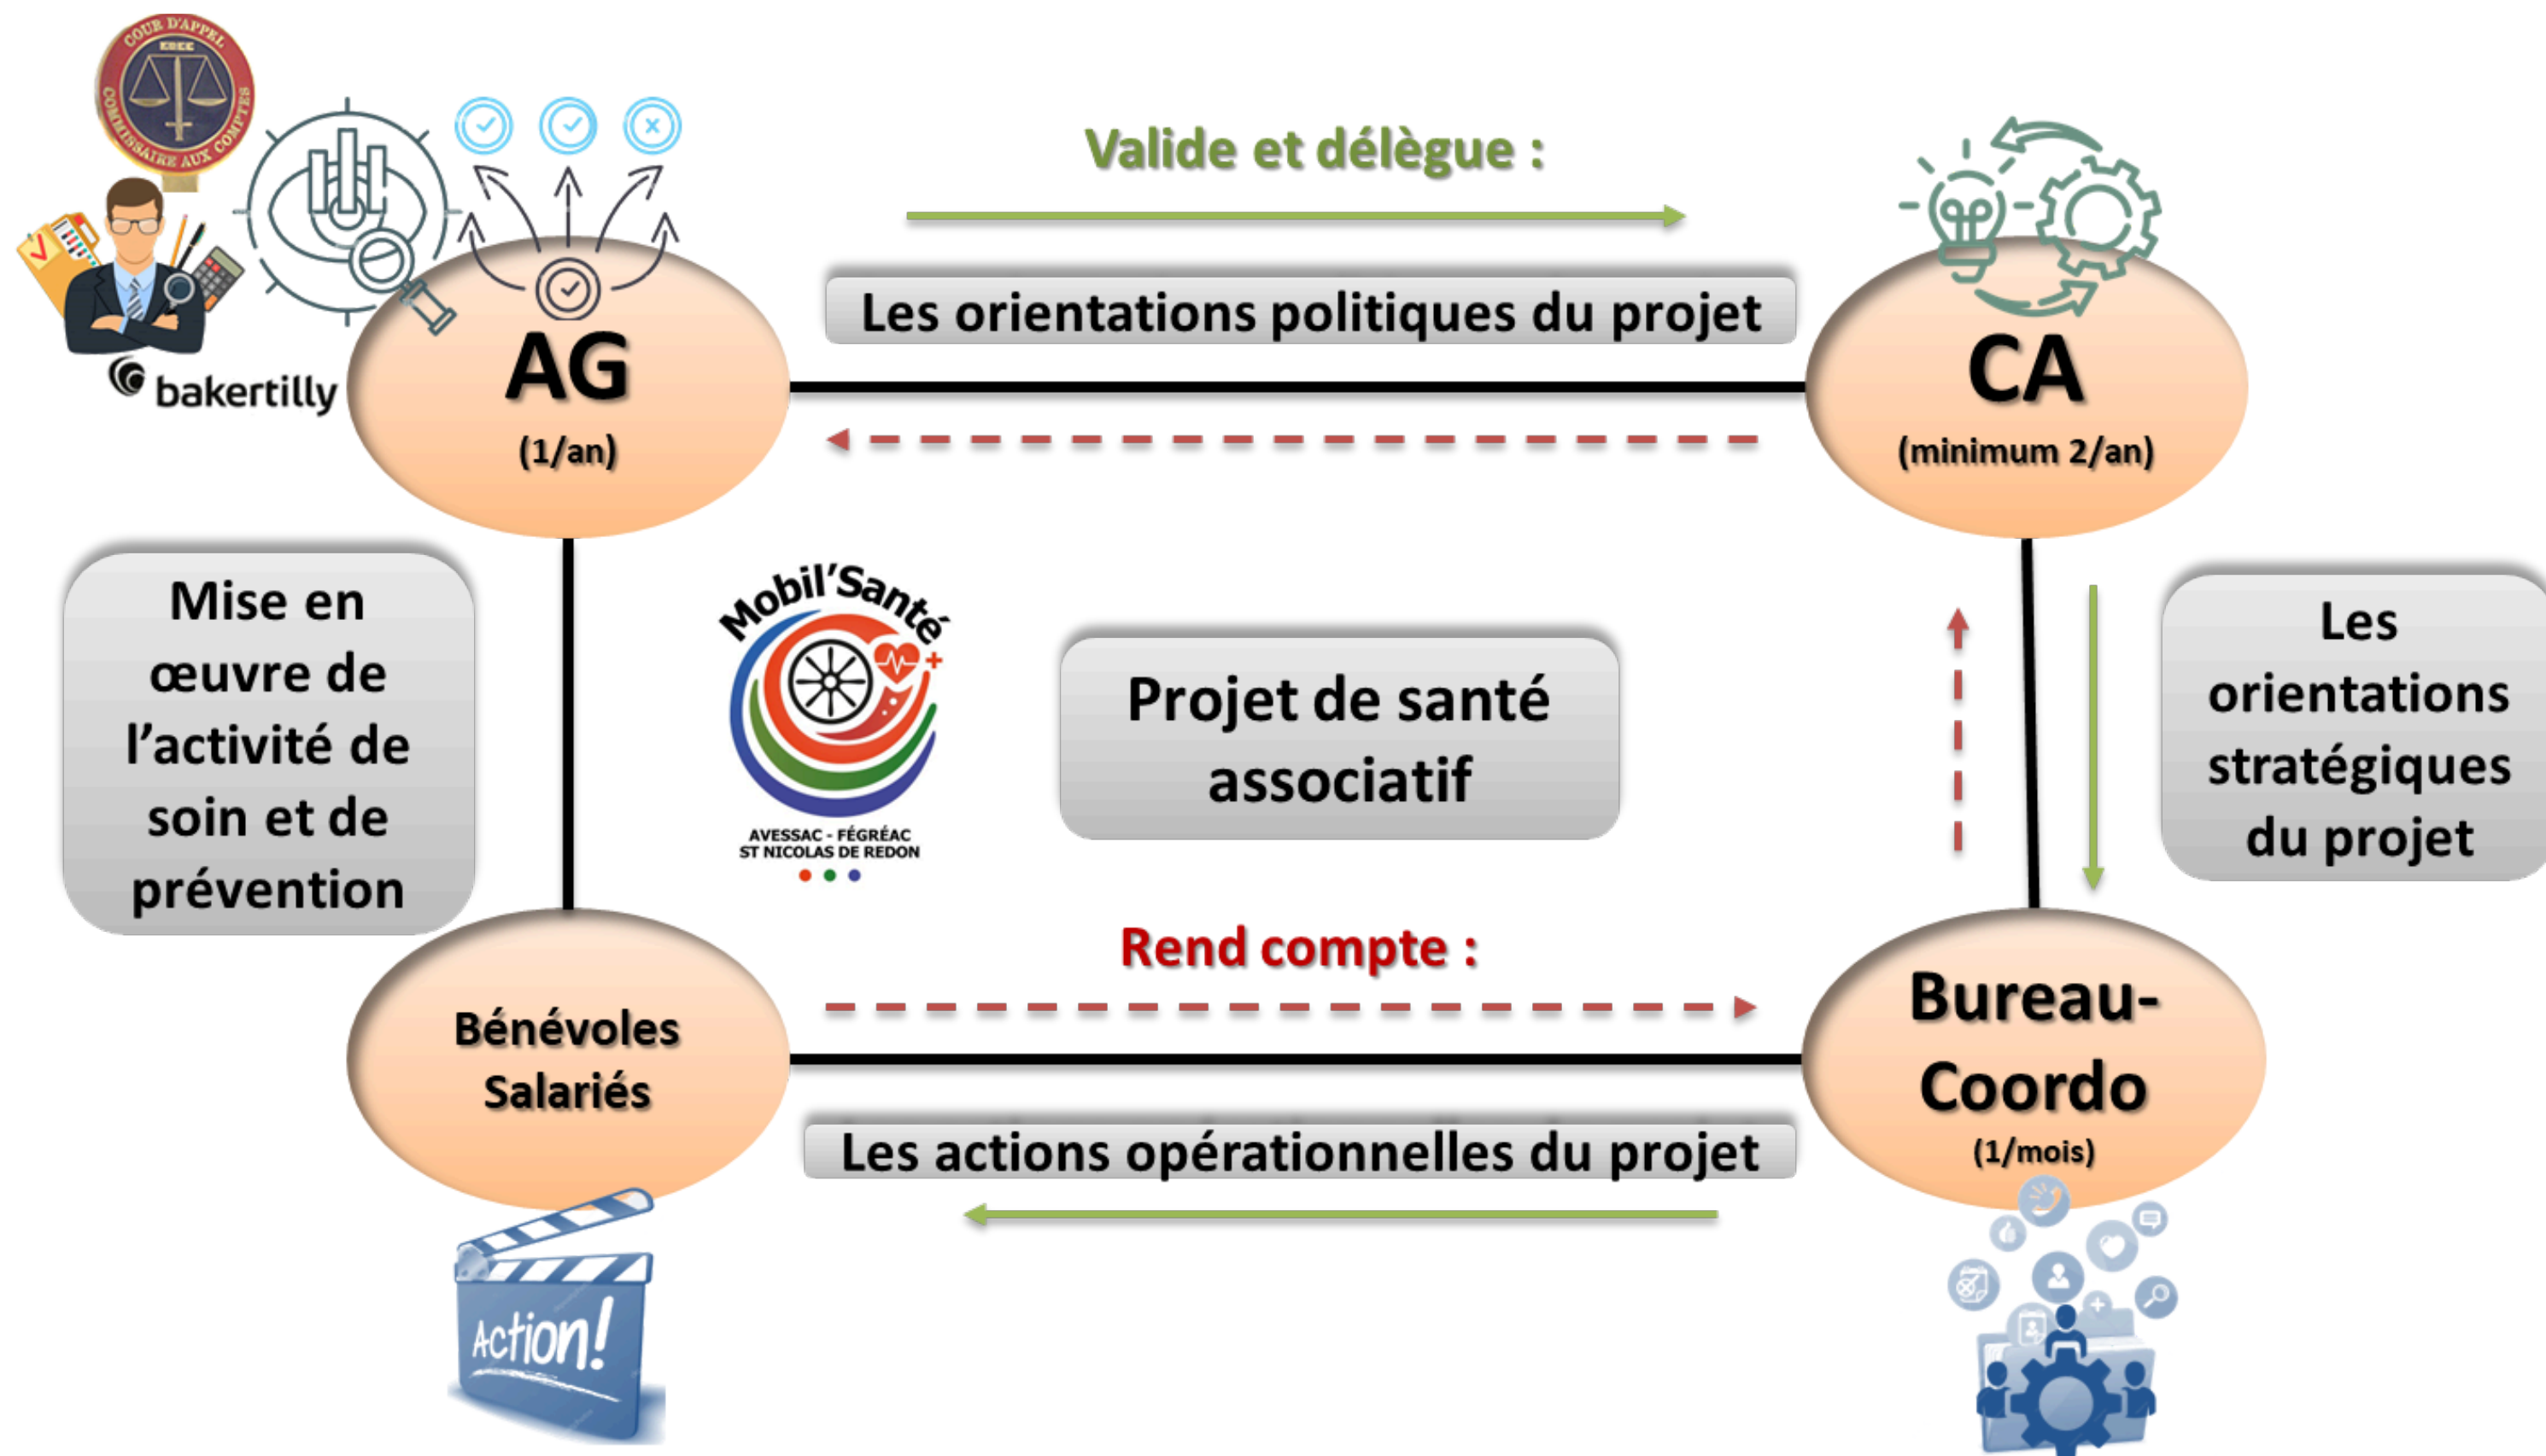 COUR D'APPEL
COMMISSAIRE AUX COMPTES
bakertilly
AG
(1/an)
Valide et délègue :
Les orientations politiques du projet
CA
(minimum 2/an)
Mise en
œuvre de
l'activité de
soin et de
prévention
Mobil'Santé
AVESSAC - FÉGRÉAC
ST NICOLAS DE REDON
Projet de santé
associatif
Les
orientations
stratégiques
du projet
Rend compte :
Bénévoles
Salariés
Les actions opérationnelles du projet
Bureau-
Coordo
(1/mois)
Action!